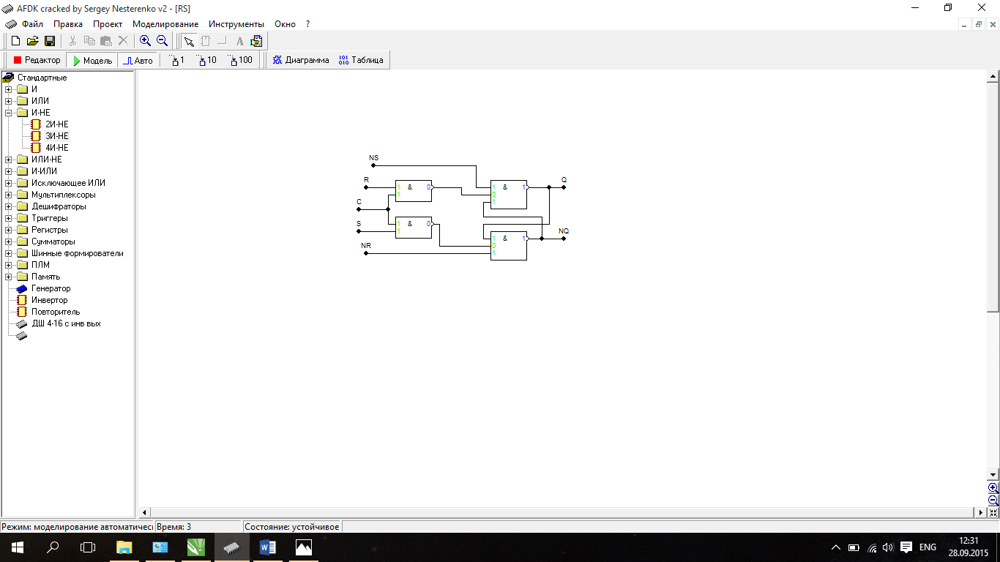 AFDK cracked by Sergey Nesterenko v2 - [RS]
Файл Правка Проект Моделирование Инструменты Окно ?
A
Редактор Модель Авто 1 10 100 Диаграмма Таблица
Стандартные
И
ИЛИ
И-НЕ
2И-НЕ
3И-НЕ
4И-НЕ
ИЛИ-НЕ
И-ИЛИ
Исключающее ИЛИ
Мультиплексоры
Дешифраторы
Триггеры
Регистры
Сумматоры
Шинные формирователи
ПЛМ
Память
Генератор
Инвертор
Повторитель
ДШ 4-16 с инв вых
NS
R 1 & 0 1 & 1 Q
1 0
C 1
S 1 & 0
1
NR 1 & 1 NQ
0
1
Режим: моделирование автоматичесі Время: 3 Состояние: устойчивое
ENG 12:31
28.09.2015